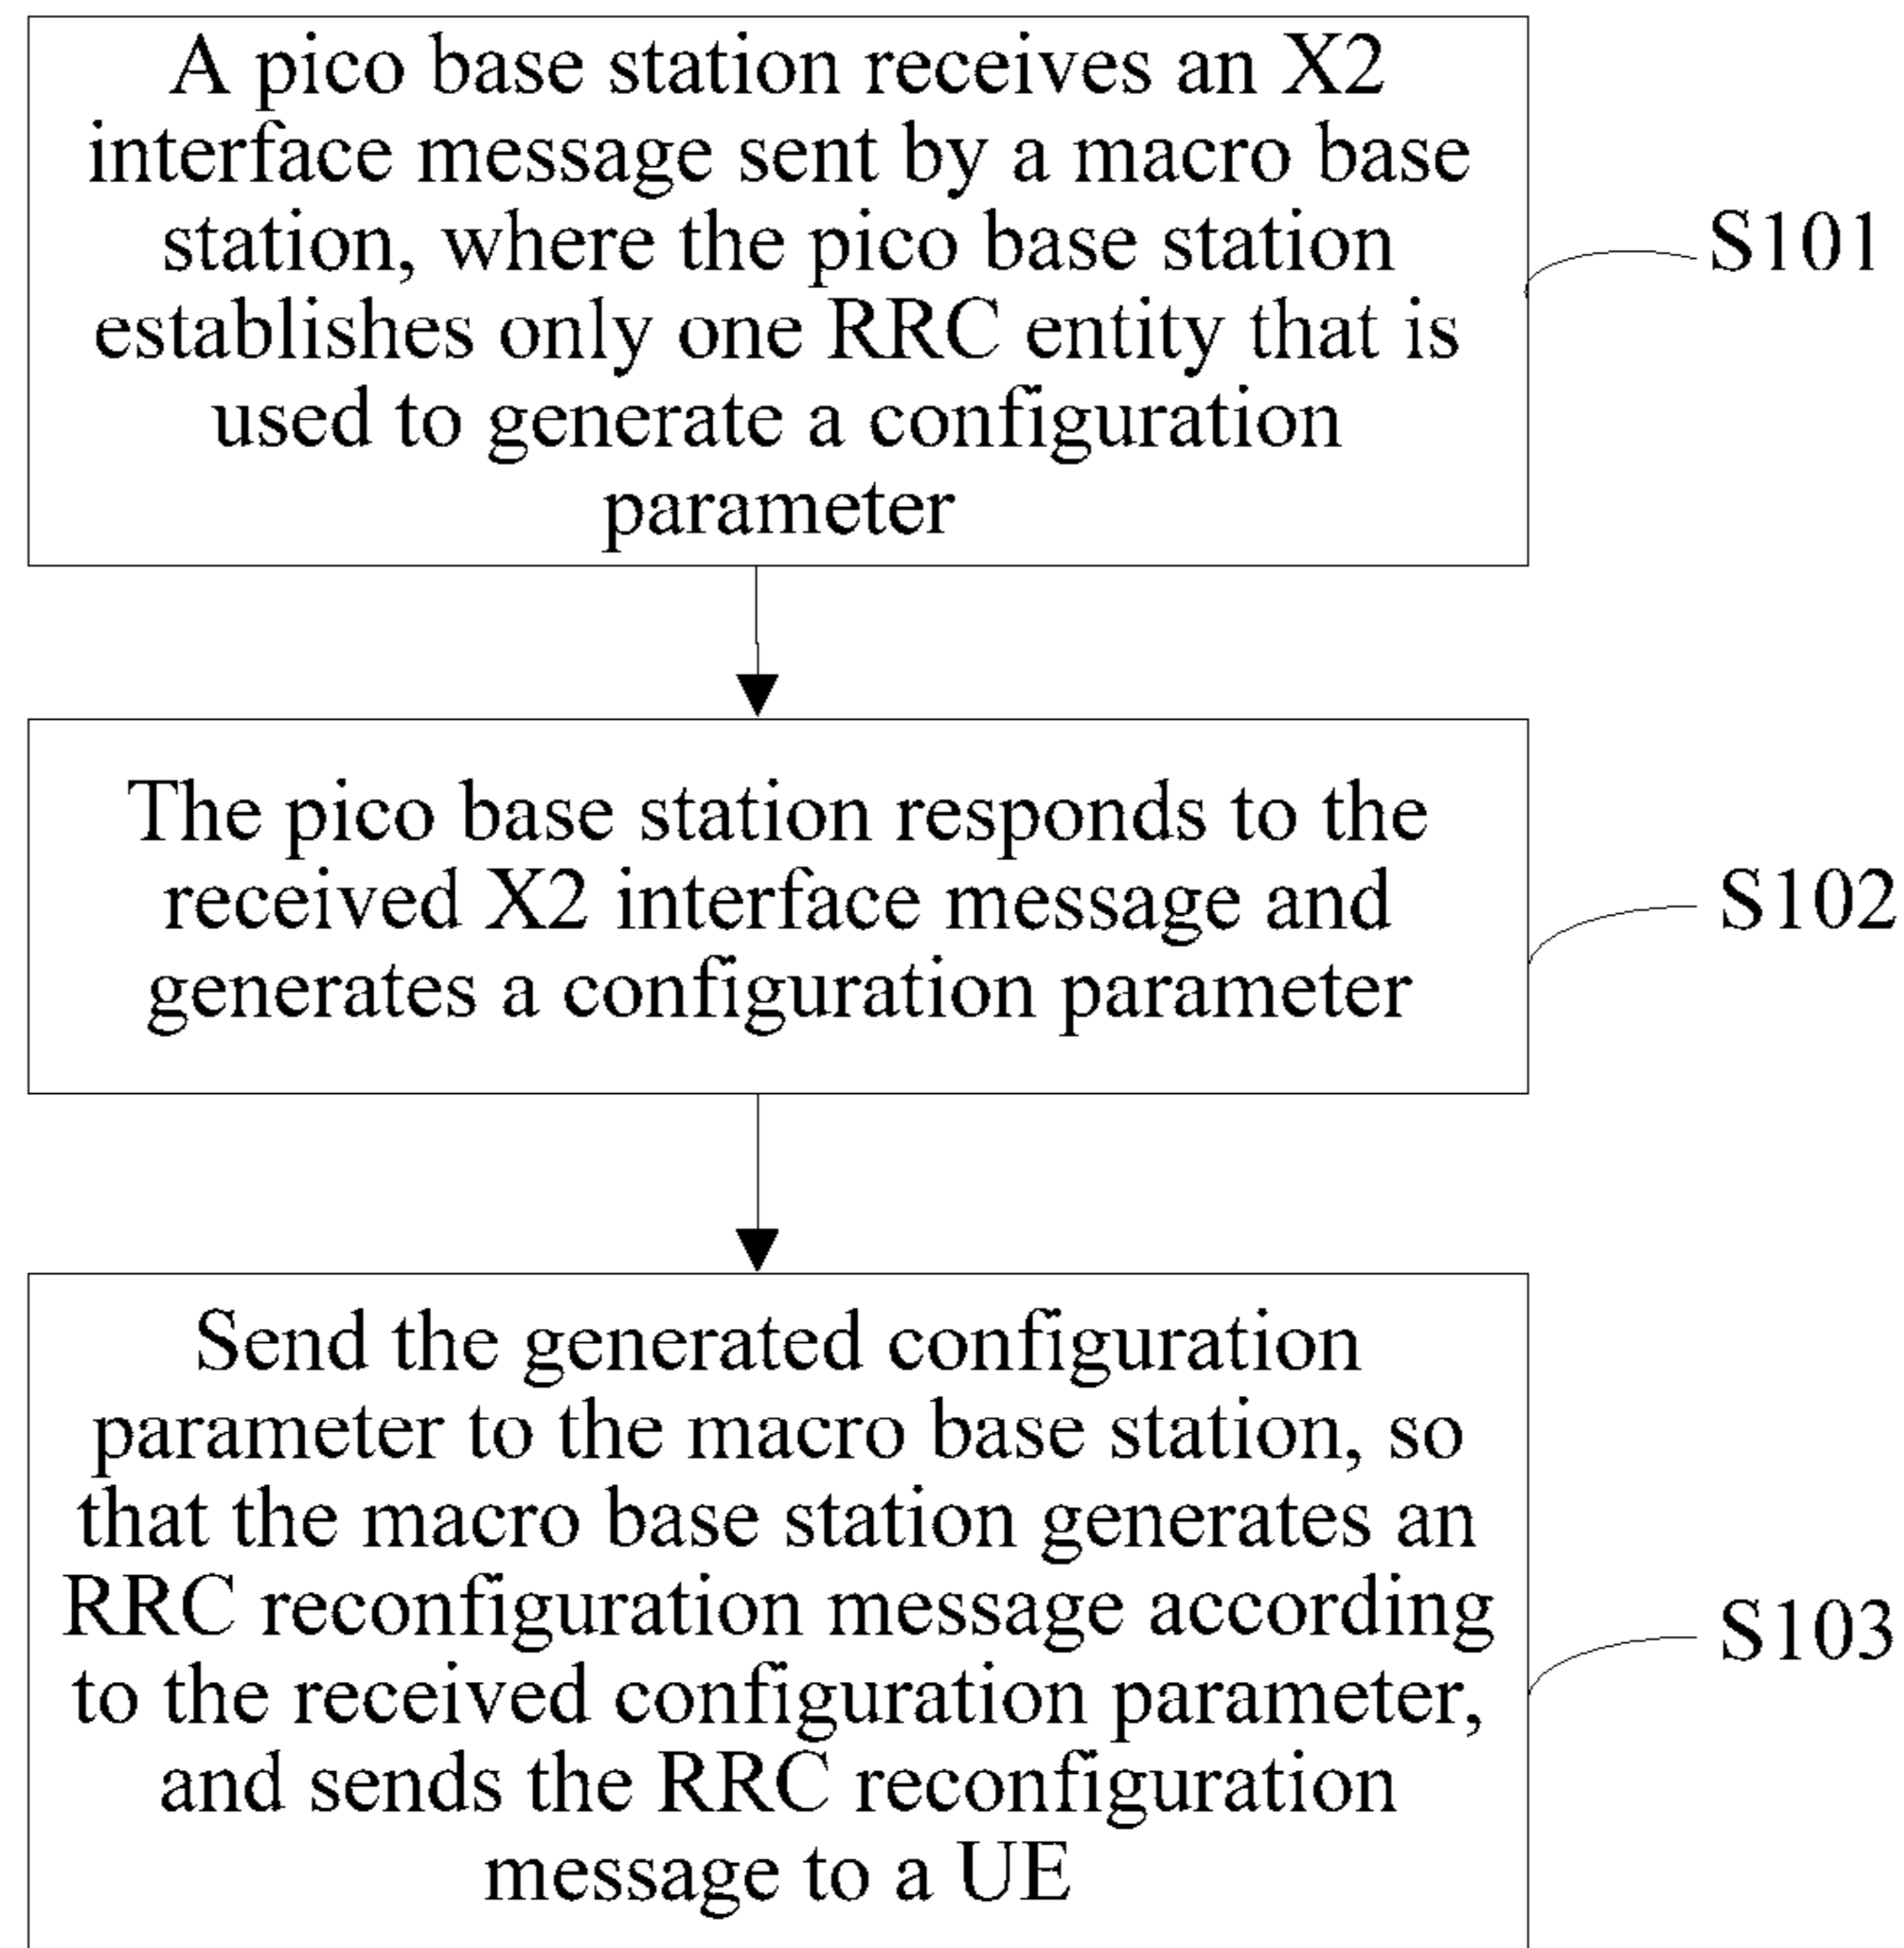 A pico base station receives an X2
interface message sent by a macro base
station, where the pico base station
establishes only one RRC entity that is
used to generate a configuration
parameter
S101
The pico base station responds to the
received X2 interface message and
generates a configuration parameter
S102
Send the generated configuration
parameter to the macro base station, so
that the macro base station generates an
RRC reconfiguration message according
to the received configuration parameter,
and sends the RRC reconfiguration
message to a UE
S103